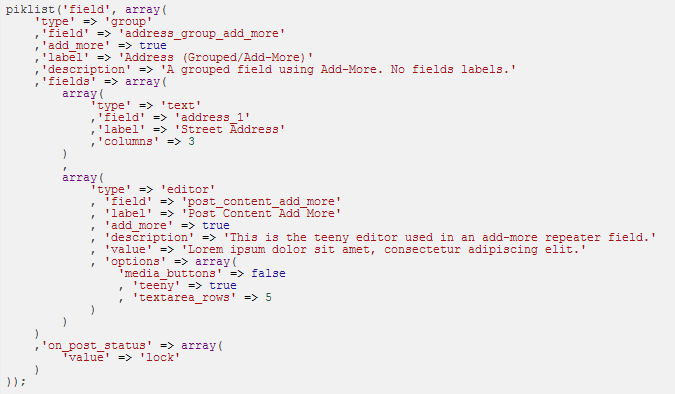 piklist('field', array(
    'type' => 'group'
    ,'field' => 'address_group_add_more'
    ,'add_more' => true
    ,'label' => 'Address (Grouped/Add-More)'
    ,'description' => 'A grouped field using Add-More. No fields labels.'
    ,'fields' => array(
        array(
            'type' => 'text'
            ,'field' => 'address_1'
            ,'label' => 'Street Address'
            ,'columns' => 3
        )
        ,
        array(
            'type' => 'editor'
            , 'field' => 'post_content_add_more'
            , 'label' => 'Post Content Add More'
            , 'add_more' => true
            , 'description' => 'This is the teeny editor used in an add-more repeater field.'
            , 'value' => 'Lorem ipsum dolor sit amet, consectetur adipiscing elit.'
            , 'options' => array(
                'media_buttons' => false
                , 'teeny' => true
                , 'textarea_rows' => 5
            )
        )
    )
    ,'on_post_status' => array(
        'value' => 'lock'
    )
));